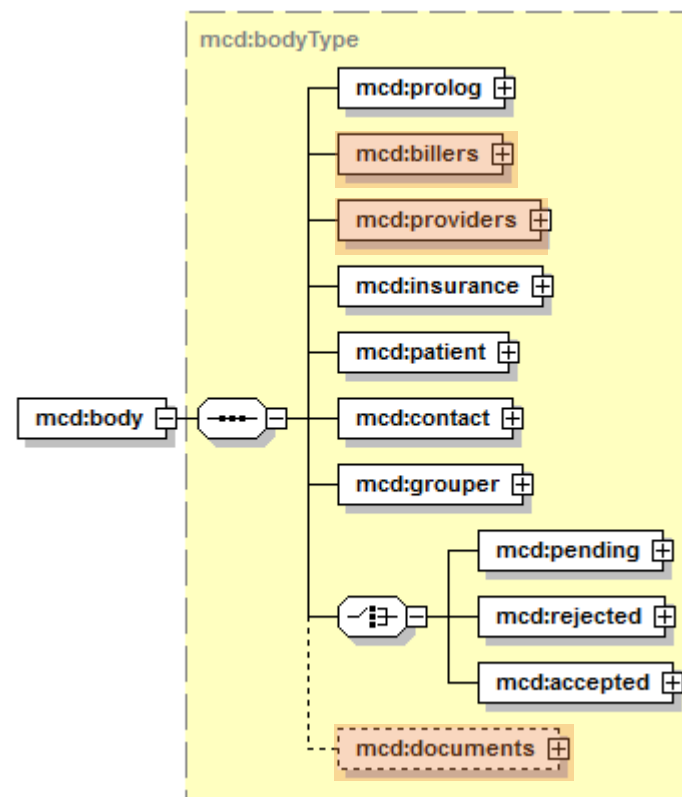 mcd:bodyType
mcd:prolog
mcd:billers
mcd:providers
mcd:insurance
mcd:patient
mcd:body
mcd:contact
mcd:grouper
mcd:pending
mcd:rejected
mcd:accepted
mcd:documents